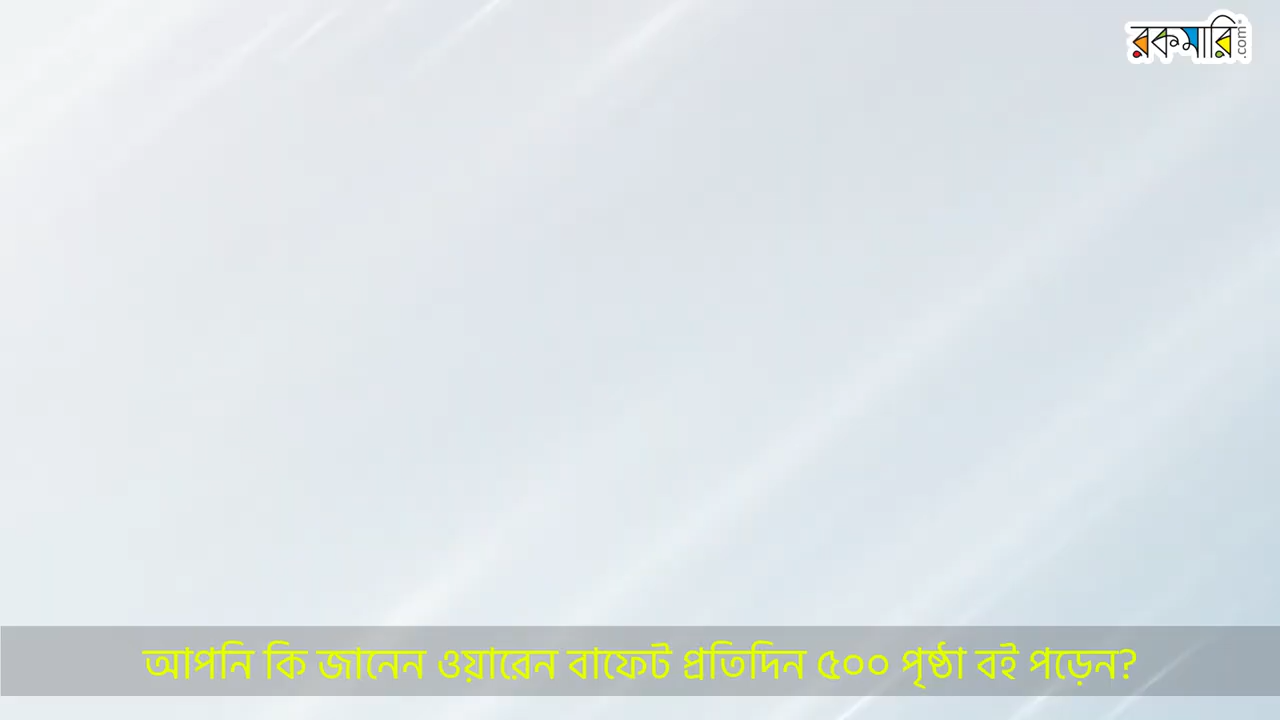 রকমারি.com
আপনি কি জানেন ওয়ারেন বাফেট প্রতিদিন ৫০০ পৃষ্ঠা বই পড়েন?